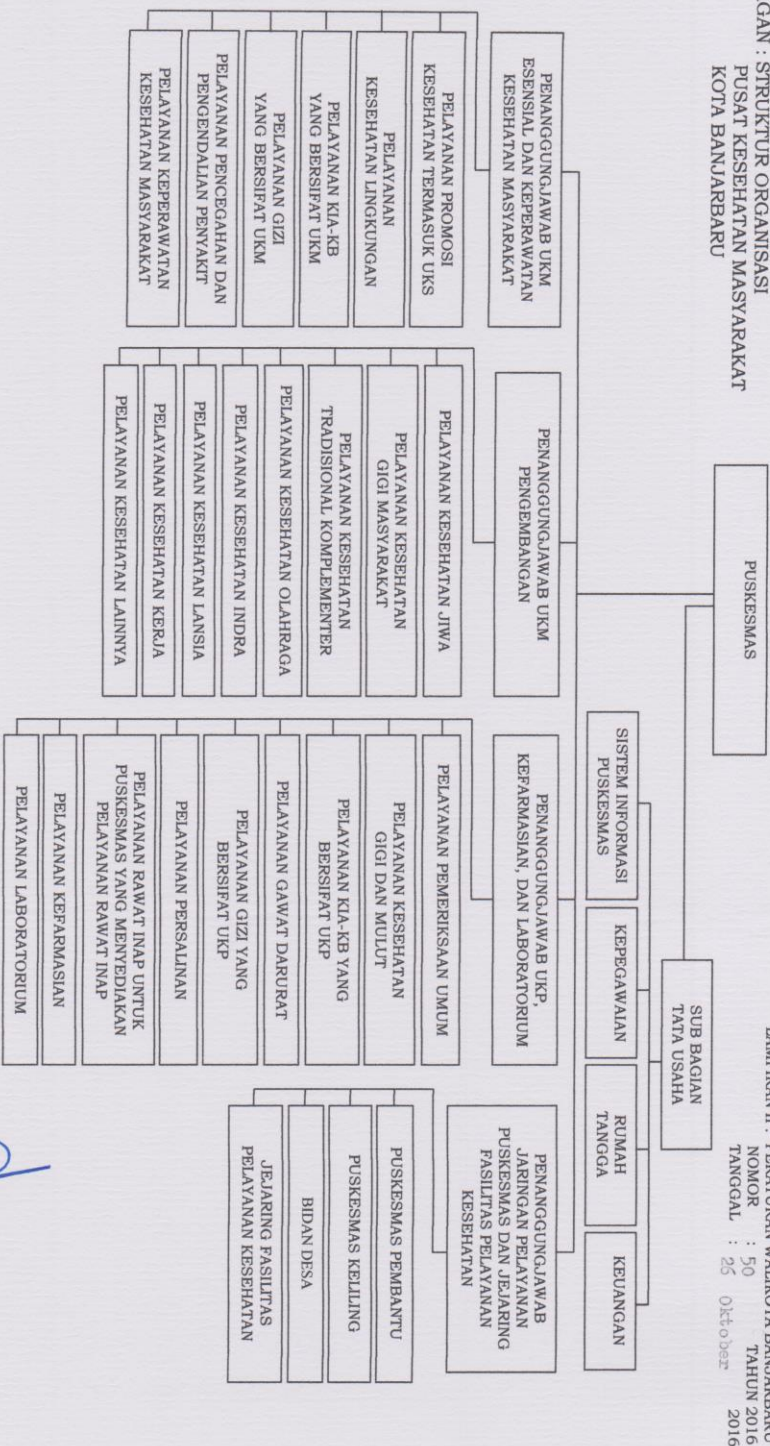 : STRUKTUR ORGANISASI
PUSAT KESEHATAN MASYARAKAT
KOTA BANJARBARU
PERATURAN WALIKOTA BANJARBARU
NOMOR : 50 TAHUN 2016
TANGGAL : 26 Oktober 2016
PUSKESMAS
SUB BAGIAN
TATA USAHA
SISTEM INFORMASI
PUSKESMAS
KEPEGAWAIAN
RUMAH
TANGGA
KEUANGAN
PENANGGUNGJAWAB UKM
ESENSIAL DAN KEPERAWATAN
KESEHATAN MASYARAKAT
PELAYANAN PROMOSI
KESEHATAN TERMASUK UKS
PELAYANAN
KESEHATAN LINGKUNGAN
PELAYANAN KIA-KB
YANG BERSIFAT UKM
PELAYANAN GIZI
YANG BERSIFAT UKM
PELAYANAN PENCEGAHAN DAN
PENGENDALIAN PENYAKIT
PELAYANAN KEPERAWATAN
KESEHATAN MASYARAKAT
PENANGGUNGJAWAB UKM
PENGEMBANGAN
PELAYANAN KESEHATAN JIWA
PELAYANAN KESEHATAN
GIGI MASYARAKAT
PELAYANAN KESEHATAN
TRADISIONAL KOMPLEMENTER
PELAYANAN KESEHATAN OLAHRAGA
PELAYANAN KESEHATAN INDRA
PELAYANAN KESEHATAN LANSIA
PELAYANAN KESEHATAN KERJA
PELAYANAN KESEHATAN LAINNYA
PENANGGUNGJAWAB UKP,
KEFARMASIAN, DAN LABORATORIUM
PELAYANAN PEMERIKSAAN UMUM
PELAYANAN KESEHATAN
GIGI DAN MULUT
PELAYANAN KIA-KB YANG
BERSIFAT UKP
PELAYANAN GAWAT DARURAT
PELAYANAN GIZI YANG
BERSIFAT UKP
PELAYANAN PERSALINAN
PELAYANAN RAWAT INAP UNTUK
PUSKESMAS YANG MENYEDIAKAN
PELAYANAN RAWAT INAP
PELAYANAN KEFARMASIAN
PELAYANAN LABORATORIUM
PENANGGUNGJAWAB
JARINGAN PELAYANAN
PUSKESMAS DAN JEJARING
FASILITAS PELAYANAN
KESEHATAN
PUSKESMAS PEMBANTU
PUSKESMAS KELILING
BIDAN DESA
JEJARING FASILITAS
PELAYANAN KESEHATAN